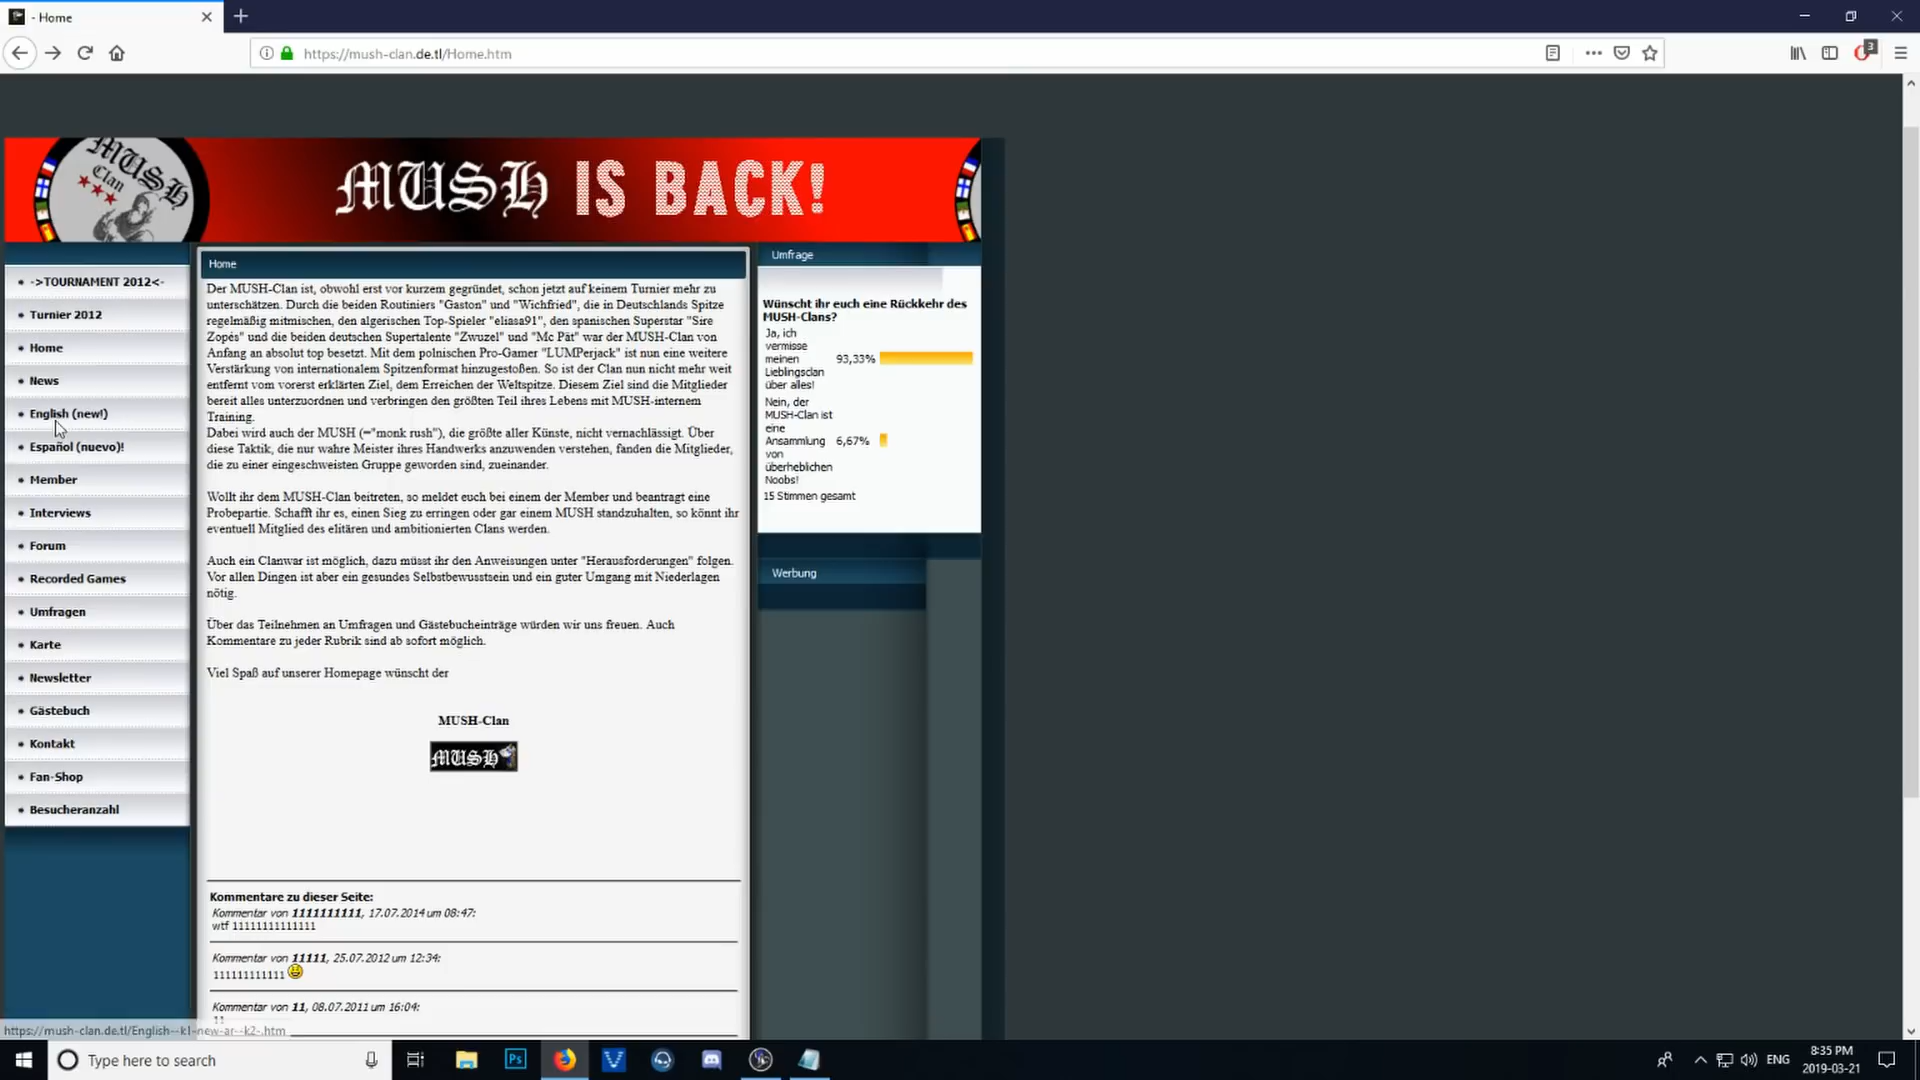 - Home
https://mush-clan.de.tl/Home.htm
3
MUSH
Clan
MUSH IS BACK!
->TOURNAMENT 2012<-
Turnier 2012
Home
News
English (new!)
Español (nuevo)!
Member
Interviews
Forum
Recorded Games
Umfragen
Karte
Newsletter
Gästebuch
Kontakt
Fan-Shop
Besucheranzahl
Home
Der MUSH-Clan ist, obwohl erst vor kurzem gegründet, schon jetzt auf keinem Turnier mehr zu
unterschätzen. Durch die beiden Routiniers "Gaston" und "Wichfried", die in Deutschlands Spitze
regelmäßig mitmischen, den algerischen Top-Spieler "eliasa91", den spanischen Superstar "Sire
Zopés" und die beiden deutschen Supertalente "Zwuzel" und "Mc Pät" war der MUSH-Clan von
Anfang an absolut top besetzt. Mit dem polnischen Pro-Gamer "LUMPerjack" ist nun eine weitere
Verstärkung von internationalem Spitzenformat hinzugestoßen. So ist der Clan nun nicht mehr weit
entfernt vom vorerst erklärten Ziel, dem Erreichen der Weltspitze. Diesem Ziel sind die Mitglieder
bereit alles unterzuordnen und verbringen den größten Teil ihres Lebens mit MUSH-internem
Training.
Dabei wird auch der MUSH (="monk rush"), die größte aller Künste, nicht vernachlässigt. Über
diese Taktik, die nur wahre Meister ihres Handwerks anzuwenden verstehen, fanden die Mitglieder,
die zu einer eingeschweisten Gruppe geworden sind, zueinander.
Wollt ihr dem MUSH-Clan beitreten, so meldet euch bei einem der Member und beantragt eine
Probepartie. Schafft ihr es, einen Sieg zu erringen oder gar einem MUSH standzuhalten, so könnt ihr
eventuell Mitglied des elitären und ambitionierten Clans werden.
Auch ein Clanwar ist möglich, dazu müsst ihr den Anweisungen unter "Herausforderungen" folgen.
Vor allen Dingen ist aber ein gesundes Selbstbewusstsein und ein guter Umgang mit Niederlagen
nötig.
Über das Teilnehmen an Umfragen und Gästebucheinträge würden wir uns freuen. Auch
Kommentare zu jeder Rubrik sind ab sofort möglich.
Viel Spaß auf unserer Homepage wünscht der
MUSH-Clan
MUSH
Kommentare zu dieser Seite:
Kommentar von 1111111111, 17.07.2014 um 08:47:
wtf 11111111111111
Kommentar von 11111, 25.07.2012 um 12:34:
111111111111
Kommentar von 11, 08.07.2011 um 16:04:
11
Umfrage
Wünscht ihr euch eine Rückkehr des
MUSH-Clans?
Ja, ich
vermisse
meinen 93,33%
Lieblingsclan
über alles!
Nein, der
MUSH-Clan ist
eine
Ansammlung 6,67%
von
überheblichen
Noobs!
15 Stimmen gesamt
Werbung
https://mush-clan.de.tl/English--k1-new-ar--k2-.htm
Type here to search
Ps
ENG
8:35 PM
2019-03-21